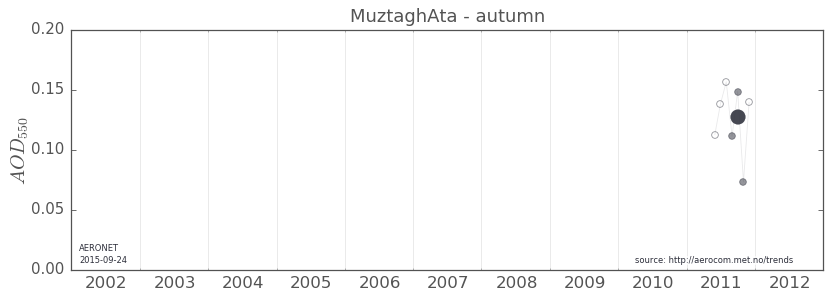 MuztaghAta - autumn
0.20
0.15
0.10
0.05
0.00
AOD550
AERONET
2015-09-24
source: http://aerocom.met.no/trends
2002 2003 2004 2005 2006 2007 2008 2009 2010 2011 2012